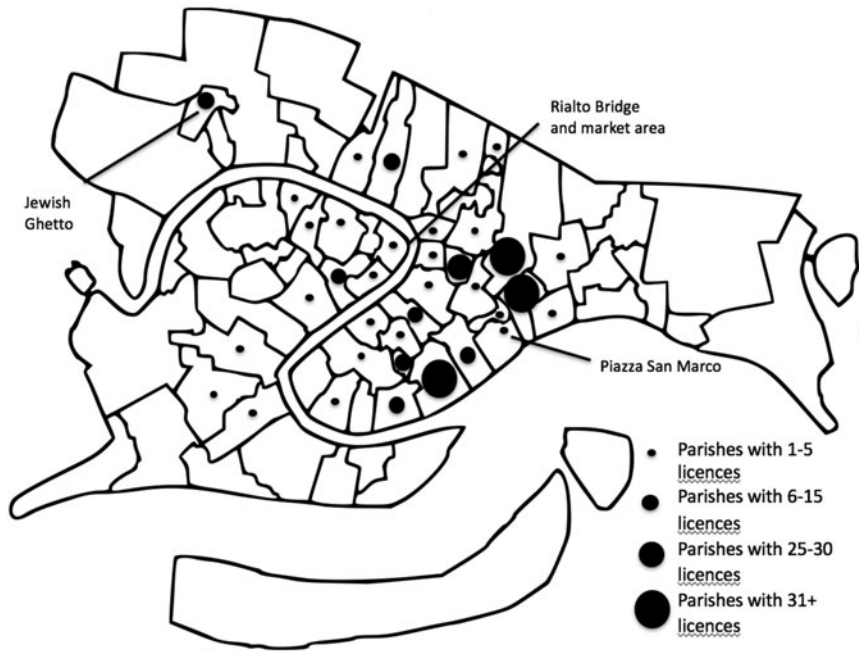 Rialto Bridge
and market area
Jewish
Ghetto
Piazza San Marco
Parishes with 1-5
licences
Parishes with 6-15
licences
Parishes with 25-30
licences
Parishes with 31+
licences